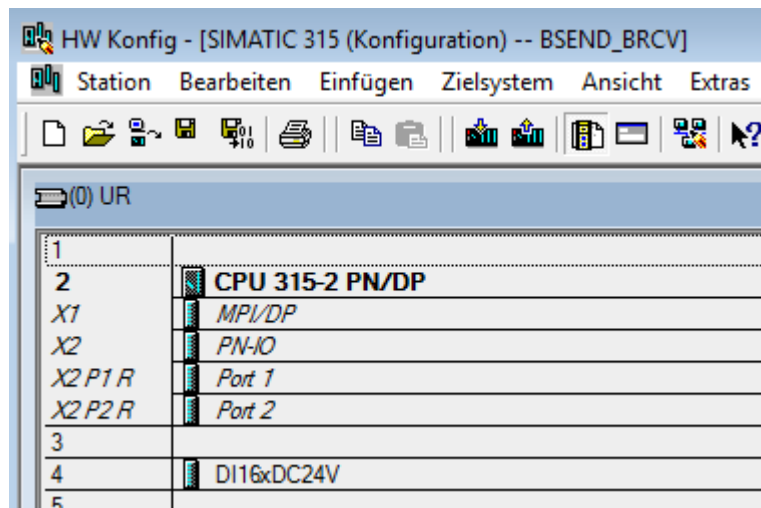 HW Konfig - [SIMATIC 315 (Konfiguration) -- BSEND_BRCV]
Station Bearbeiten Einfügen Zielsystem Ansicht Extras
(0) UR
1
2 CPU 315-2 PN/DP
X1 MPI/DP
X2 PN-IO
X2 P1 R Port 1
X2 P2 R Port 2
3
4 DI16xDC24V
5